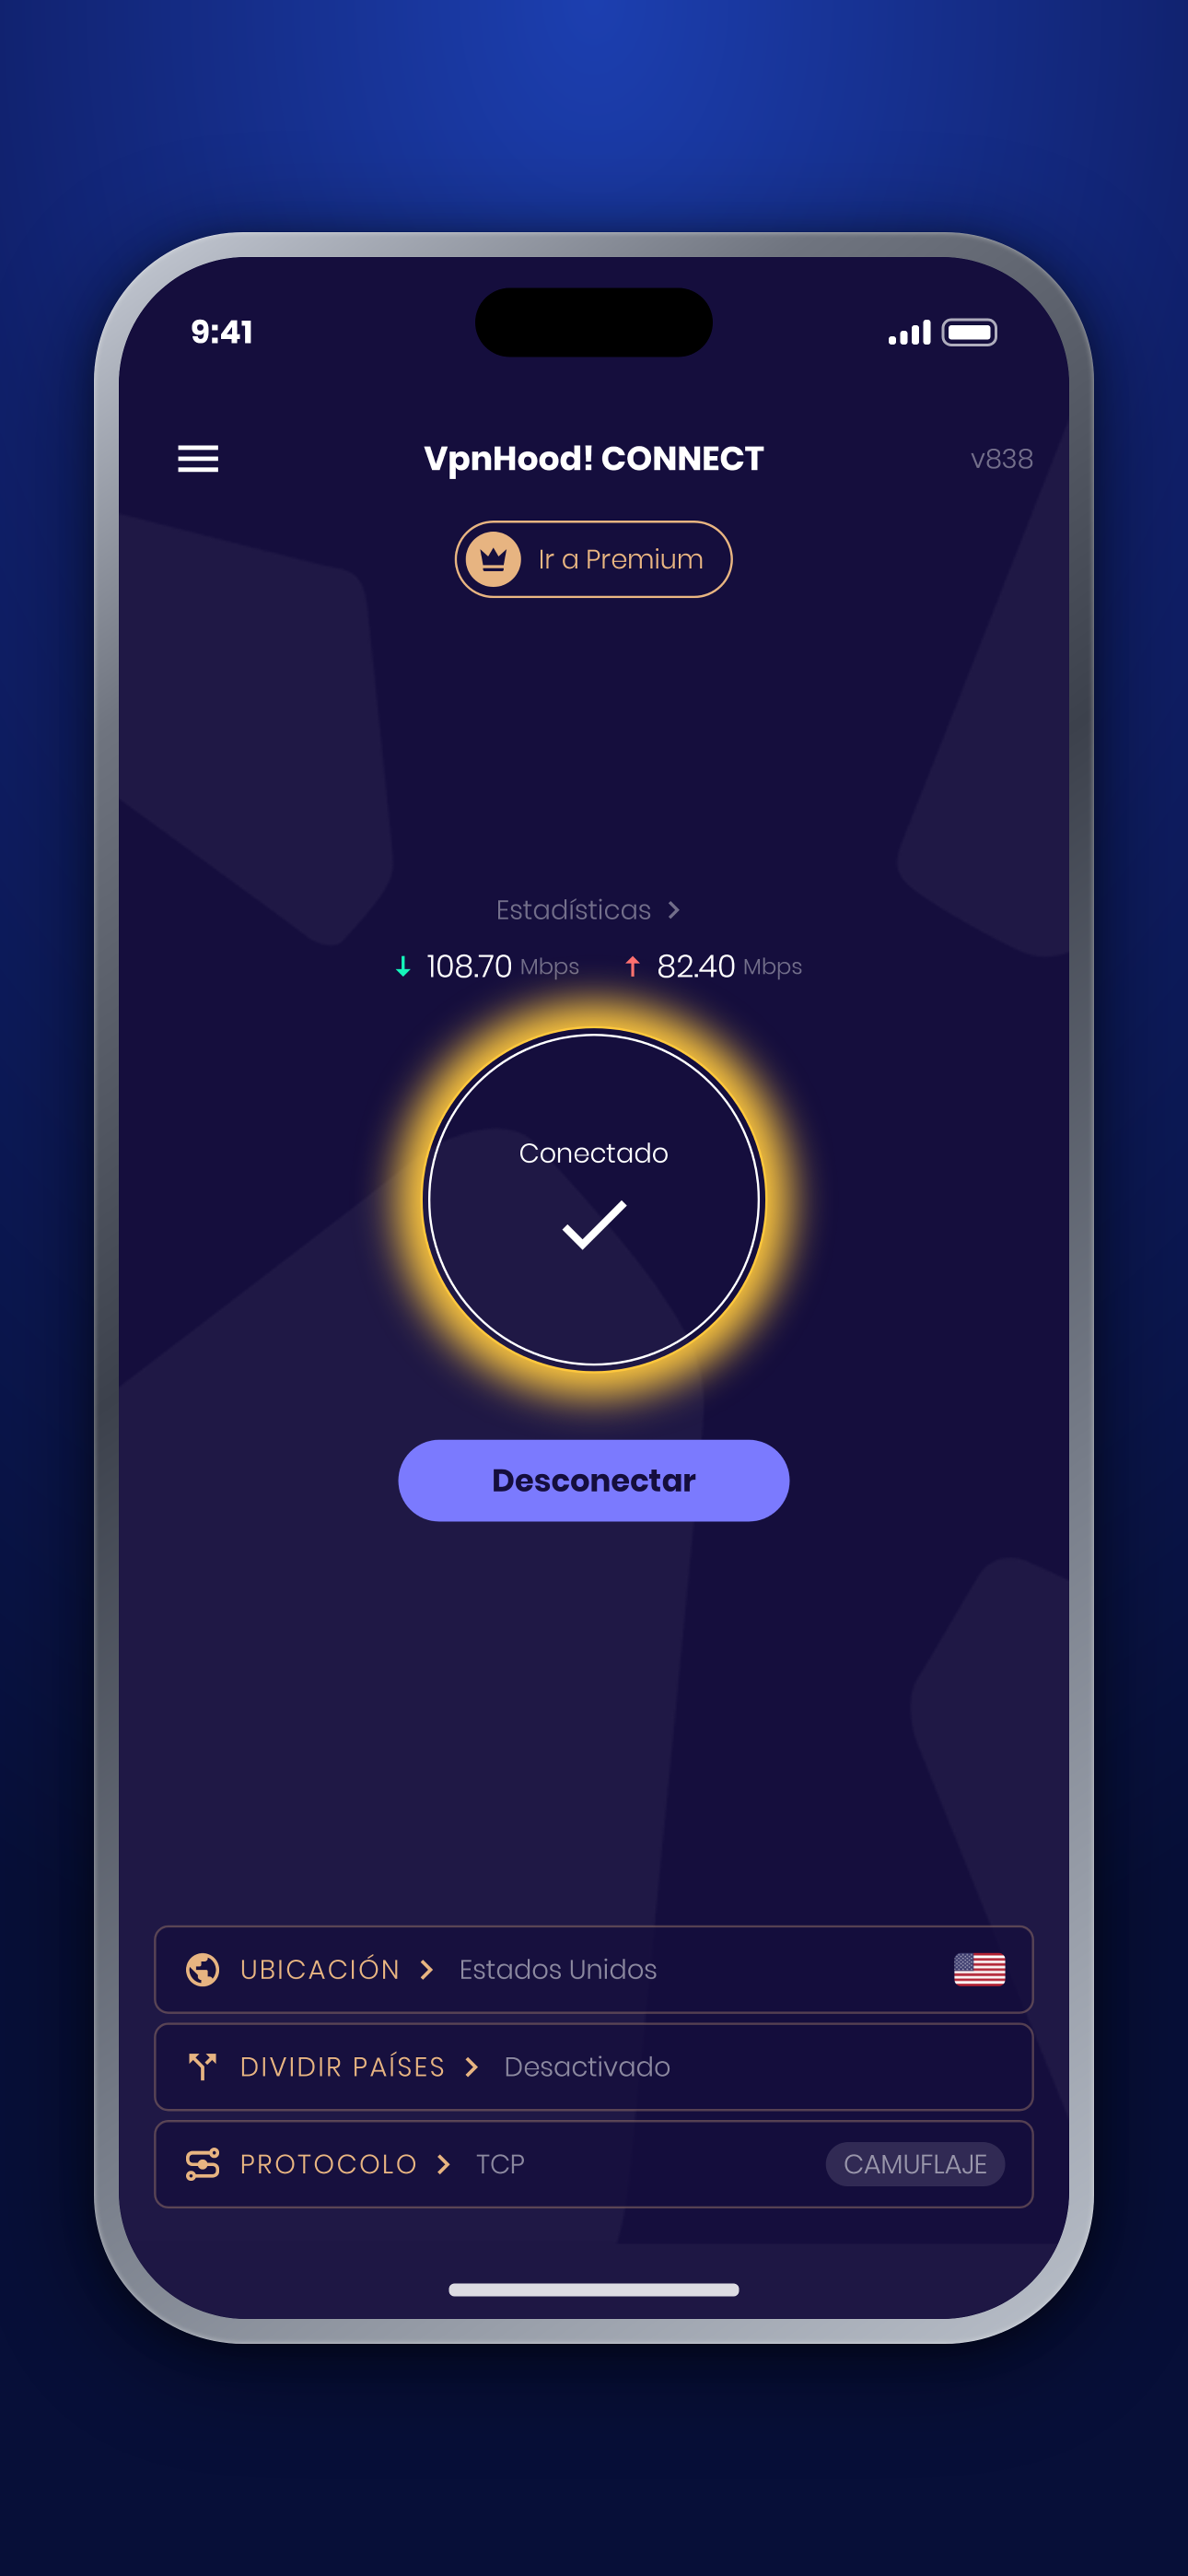 9:41
VpnHood! CONNECT
v838
Ir a Premium
Estadísticas
108.70 Mbps 82.40 Mbps
Conectado
Desconectar
UBICACIÓN Estados Unidos
DIVIDIR PAÍSES Desactivado
PROTOCOLO TCP CAMUFLAJE